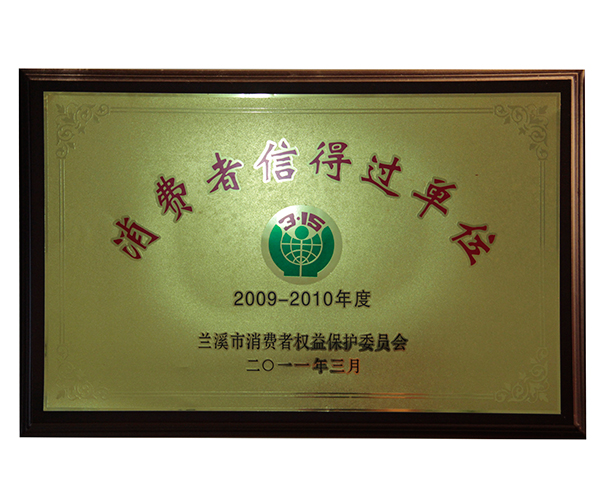 消费者信得过单位
3·15
2009-2010年度
兰溪市消费者权益保护委员会
二〇一一年三月